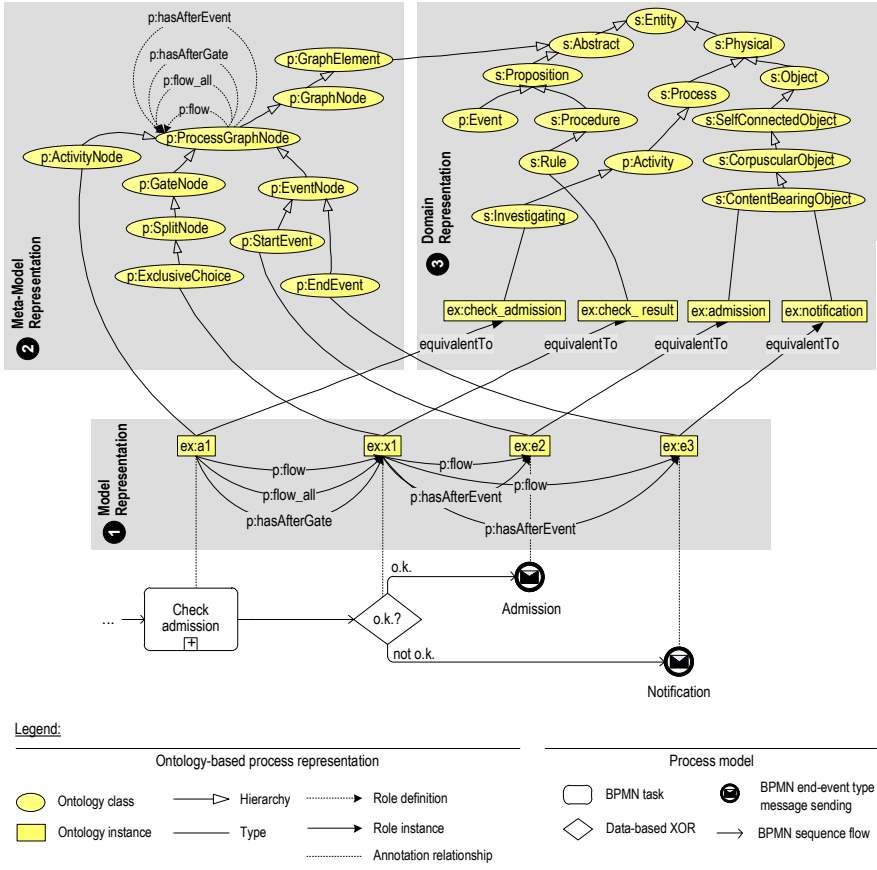 p:hasAfterEvent
p:hasAfterGate
p:flow_all
p:flow
p:GraphElement
p:GraphNode
p:ProcessGraphNode
p:ActivityNode
p:GateNode
p:EventNode
p:SplitNode
p:StartEvent
p:ExclusiveChoice
p:EndEvent
2 Meta-Model
Representation
s:Entity
s:Abstract
s:Physical
s:Proposition
s:Object
s:Process
p:Event
s:Procedure
s:SelfConnectedObject
s:Rule
p:Activity
s:CorpuscularObject
s:ContentBearingObject
s:Investigating
3 Domain
Representation
ex:check_admission
ex:check_ result
ex:admission
ex:notification
equivalentTo
equivalentTo
equivalentTo
equivalentTo
1 Model
Representation
ex:a1
ex:x1
ex:e2
ex:e3
p:flow
p:flow_all
p:hasAfterGate
p:flow
p:hasAfterEvent
p:flow
p:hasAfterEvent
...
Check
admission
+
o.k.?
o.k.
not o.k.
Admission
Notification
Legend:
Ontology-based process representation
Process model
Ontology class
Hierarchy
Role definition
Ontology instance
Type
Role instance
Annotation relationship
BPMN task
BPMN end-event type
message sending
Data-based XOR
BPMN sequence flow